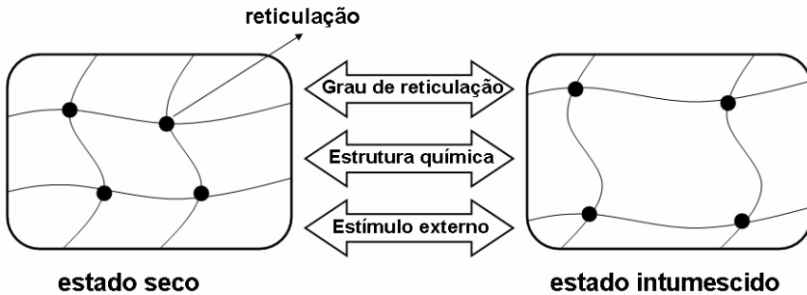 reticulação
Grau de reticulação
Estrutura química
Estímulo externo
estado seco
estado intumescido